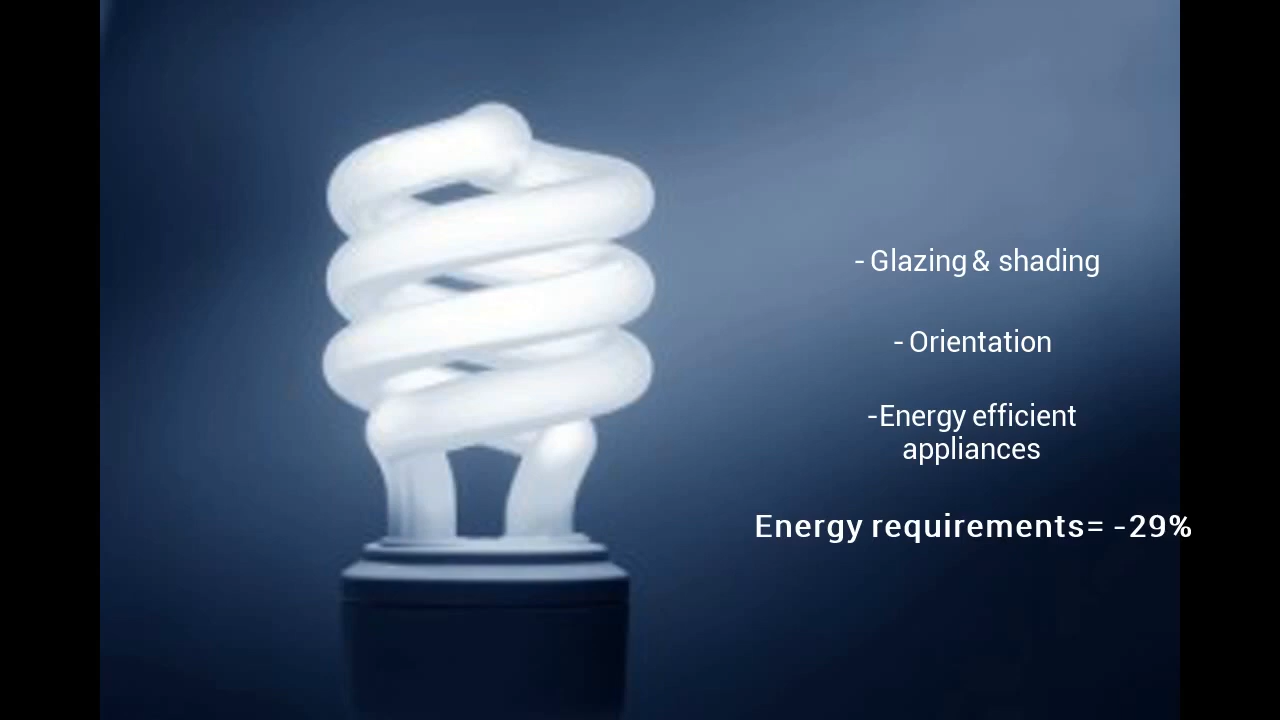 - Glazing & shading
- Orientation
-Energy efficient
appliances
Energy requirements= -29%